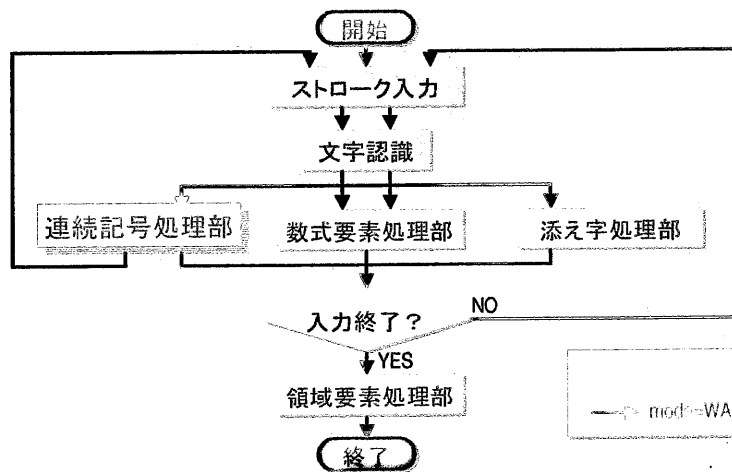 開始
ストローク入力
文字認識
連続記号処理部
数式要素処理部
添え字処理部
入力終了?
NO
YES
領域要素処理部
mode=WA
終了